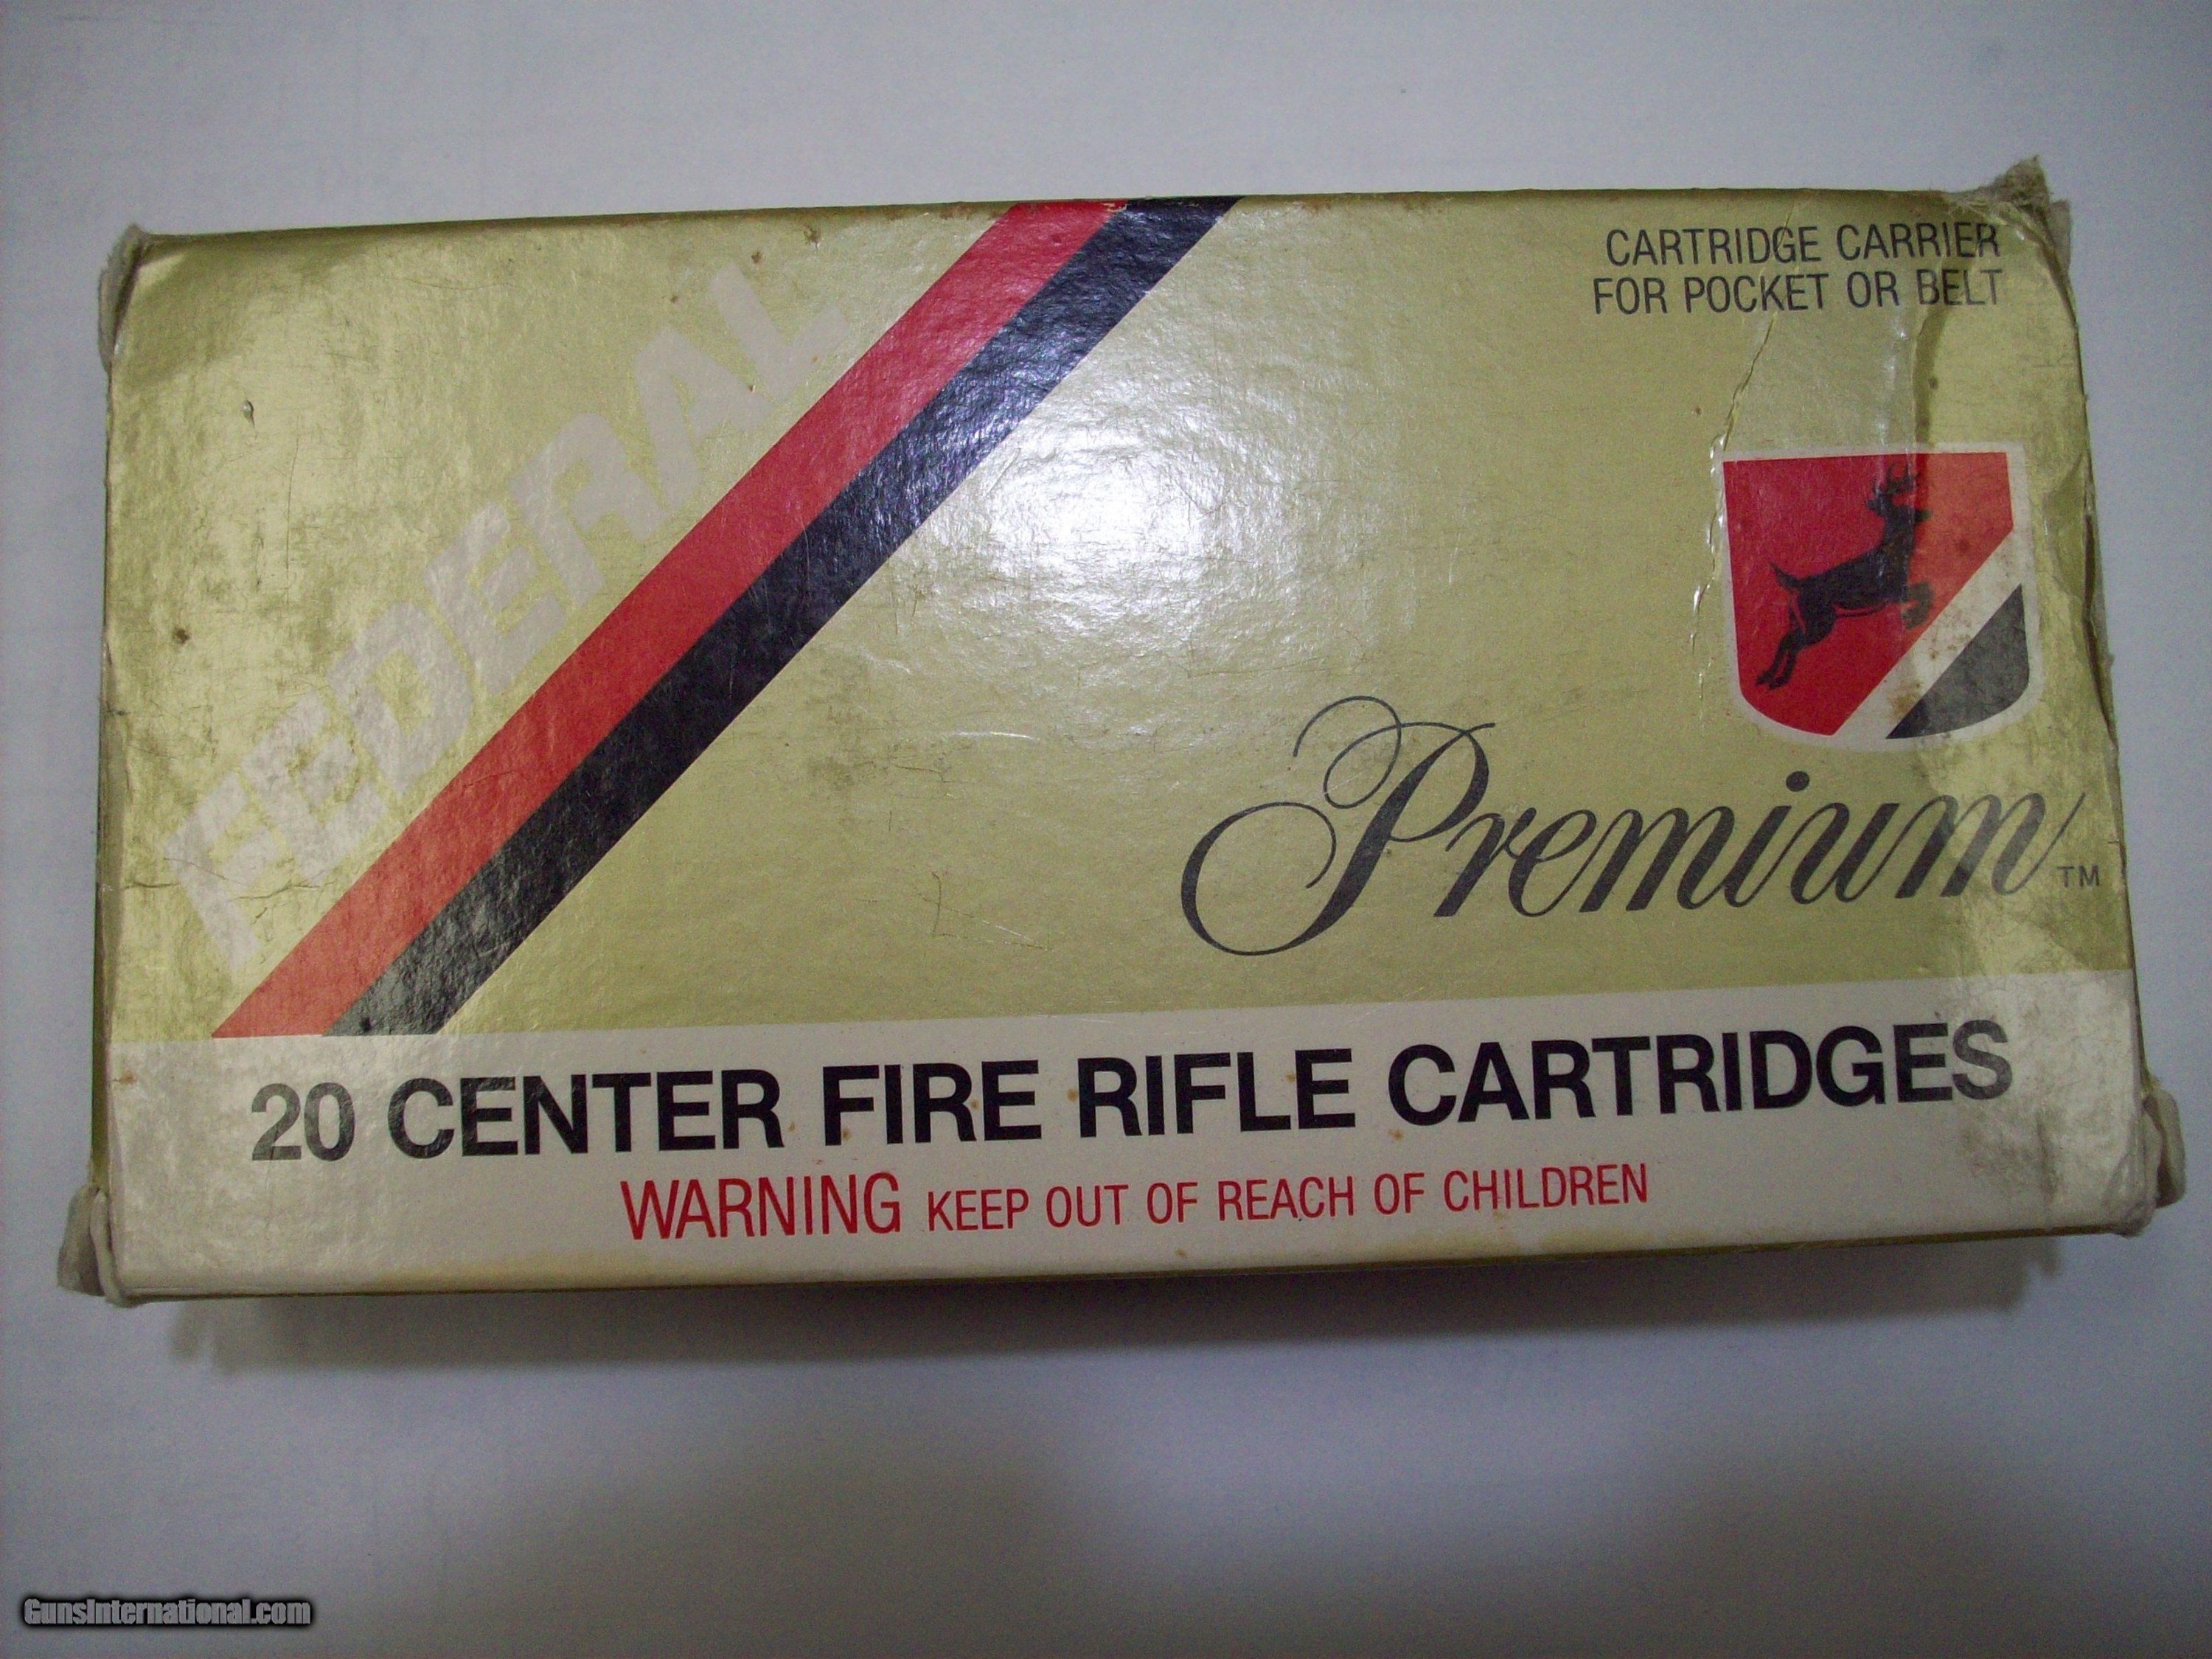 CARTRIDGE CARRIER
FOR POCKET OR BELT
FEDERAL
Premium™
20 CENTER FIRE RIFLE CARTRIDGES
WARNING KEEP OUT OF REACH OF CHILDREN
GunsInternational.com